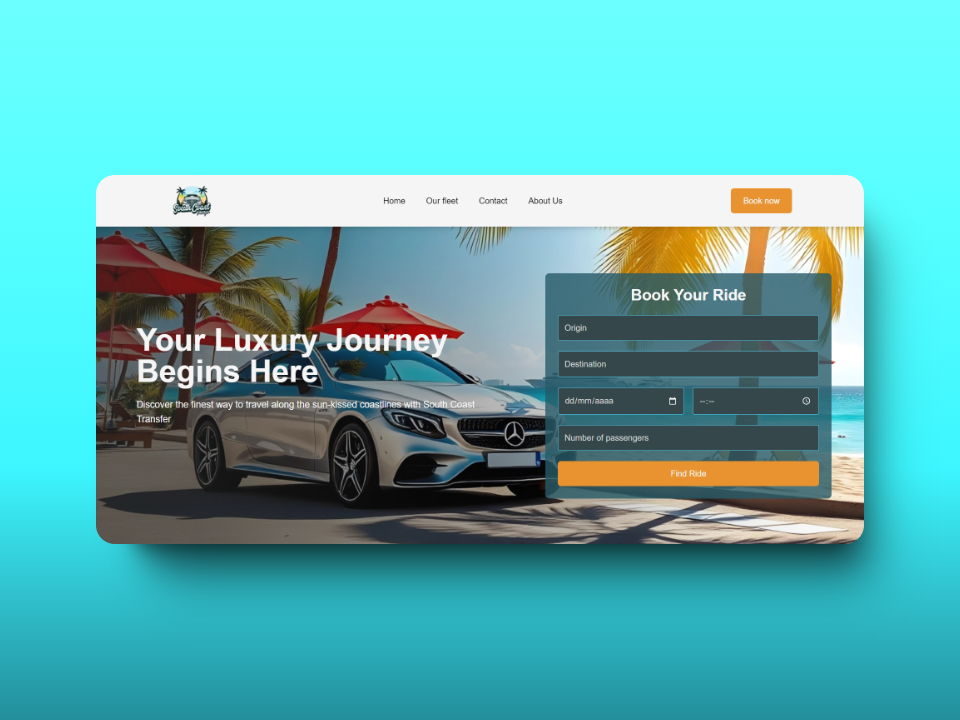 South Coast
Home
Our fleet
Contact
About Us
Book now
Your Luxury Journey
Begins Here
Discover the finest way to travel along the sun-kissed coastlines with South Coast
Transfer
Book Your Ride
Origin
Destination
dd/mm/aaaa
--:--
Number of passengers
Find Ride